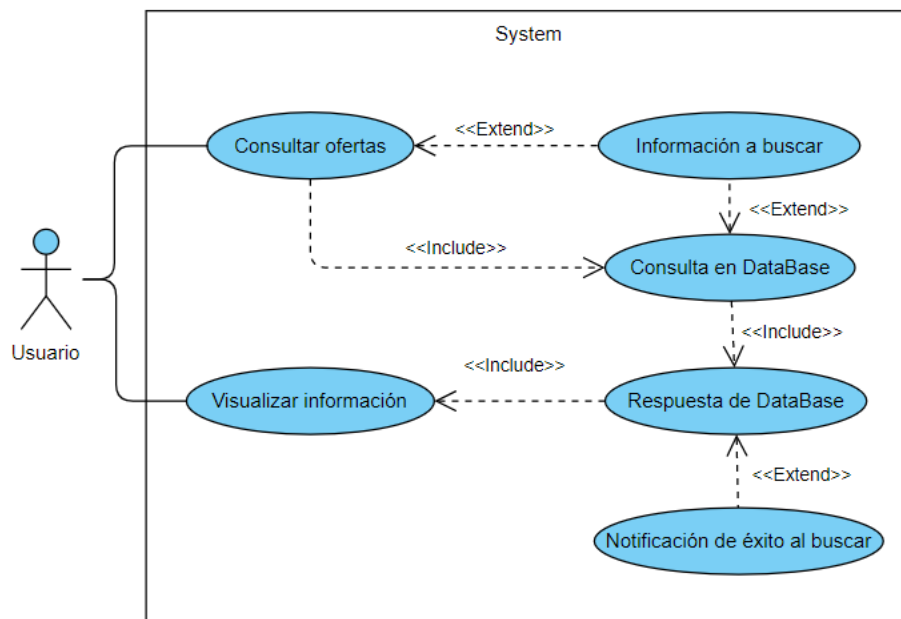 System
Consultar ofertas
<<Extend>>
Información a buscar
<<Extend>>
<<Include>>
Consulta en DataBase
Usuario
<<Include>>
<<Include>>
Visualizar información
Respuesta de DataBase
<<Extend>>
Notificación de éxito al buscar